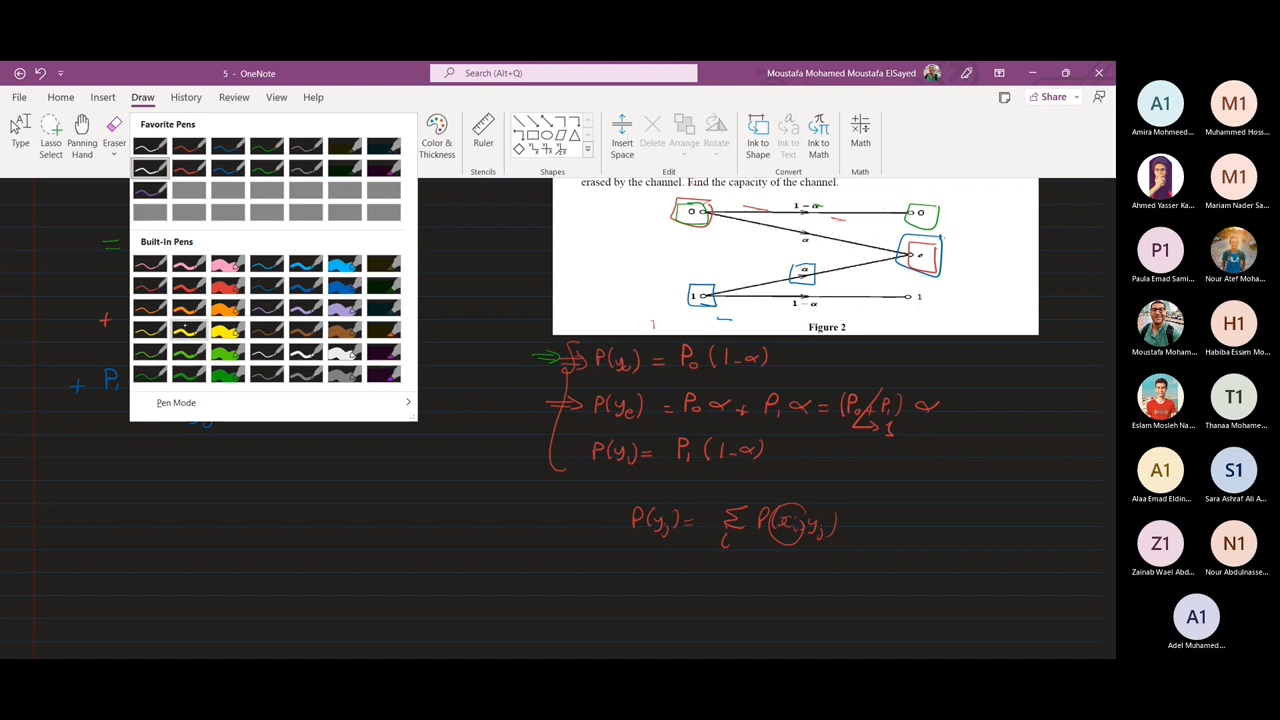 5 - OneNote
Search (Alt+Q)
Moustafa Mohamed Moustafa ElSayed
File Home Insert Draw History Review View Help
Share
Type
Lasso Select
Panning Hand
Eraser
Favorite Pens
Built-In Pens
Pen Mode
Color & Thickness
Ruler
Stencils
Shapes
Insert Space
Delete
Arrange
Rotate
Edit
Ink to Shape
Ink to Text
Ink to Math
Convert
Math
Math
erased by the channel. Find the capacity of the channel.
0 1 − α 0
α
e
α
1 1 − α 1
Figure 2
=
+
+ P₁
P(y₀) = P₀ (1-α)
P(yₑ) = P₀ α + P₁ α = (P₀ + P₁) α
1
P(y₁) = P₁ (1-α)
P(yⱼ) = Σ P(xᵢ, yⱼ)
i
A1
Amira Mohmeed...
M1
Muhammed Hoss...
Ahmed Yasser Ka...
M1
Mariam Nader Sa...
P1
Paula Emad Sami...
Nour Atef Moha...
Moustafa Moham...
H1
Habiba Essam Mo...
Eslam Mosleh Na...
T1
Thanaa Mohame...
A1
Alaa Emad Eldin...
S1
Sara Ashraf Ali A...
Z1
Zainab Wael Abd...
N1
Nour Abdulnasse...
A1
Adel Muhamed...